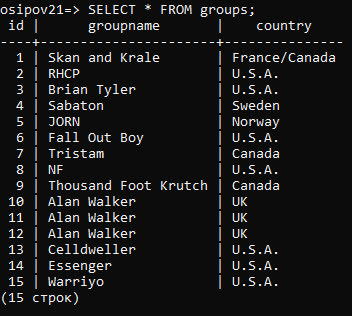 osipov21=> SELECT * FROM groups;
 id |      groupname       |    country
----+----------------------+---------------
  1 | Skan and Krale       | France/Canada
  2 | RHCP                 | U.S.A.
  3 | Brian Tyler          | U.S.A.
  4 | Sabaton              | Sweden
  5 | JORN                 | Norway
  6 | Fall Out Boy         | U.S.A.
  7 | Tristam              | Canada
  8 | NF                   | U.S.A.
  9 | Thousand Foot Krutch | Canada
 10 | Alan Walker          | UK
 11 | Alan Walker          | UK
 12 | Alan Walker          | UK
 13 | Celldweller          | U.S.A.
 14 | Essenger             | U.S.A.
 15 | Warriyo              | U.S.A.
(15 строк)